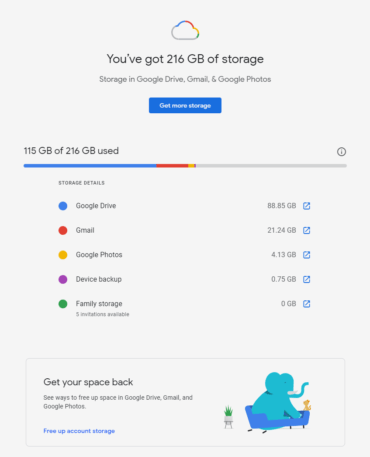 You've got 216 GB of storage
Storage in Google Drive, Gmail, & Google Photos
Get more storage
115 GB of 216 GB used
STORAGE DETAILS
Google Drive 88.85 GB
Gmail 21.24 GB
Google Photos 4.13 GB
Device backup 0.75 GB
Family storage 0 GB
5 invitations available
Get your space back
See ways to free up space in Google Drive, Gmail, and
Google Photos.
Free up account storage